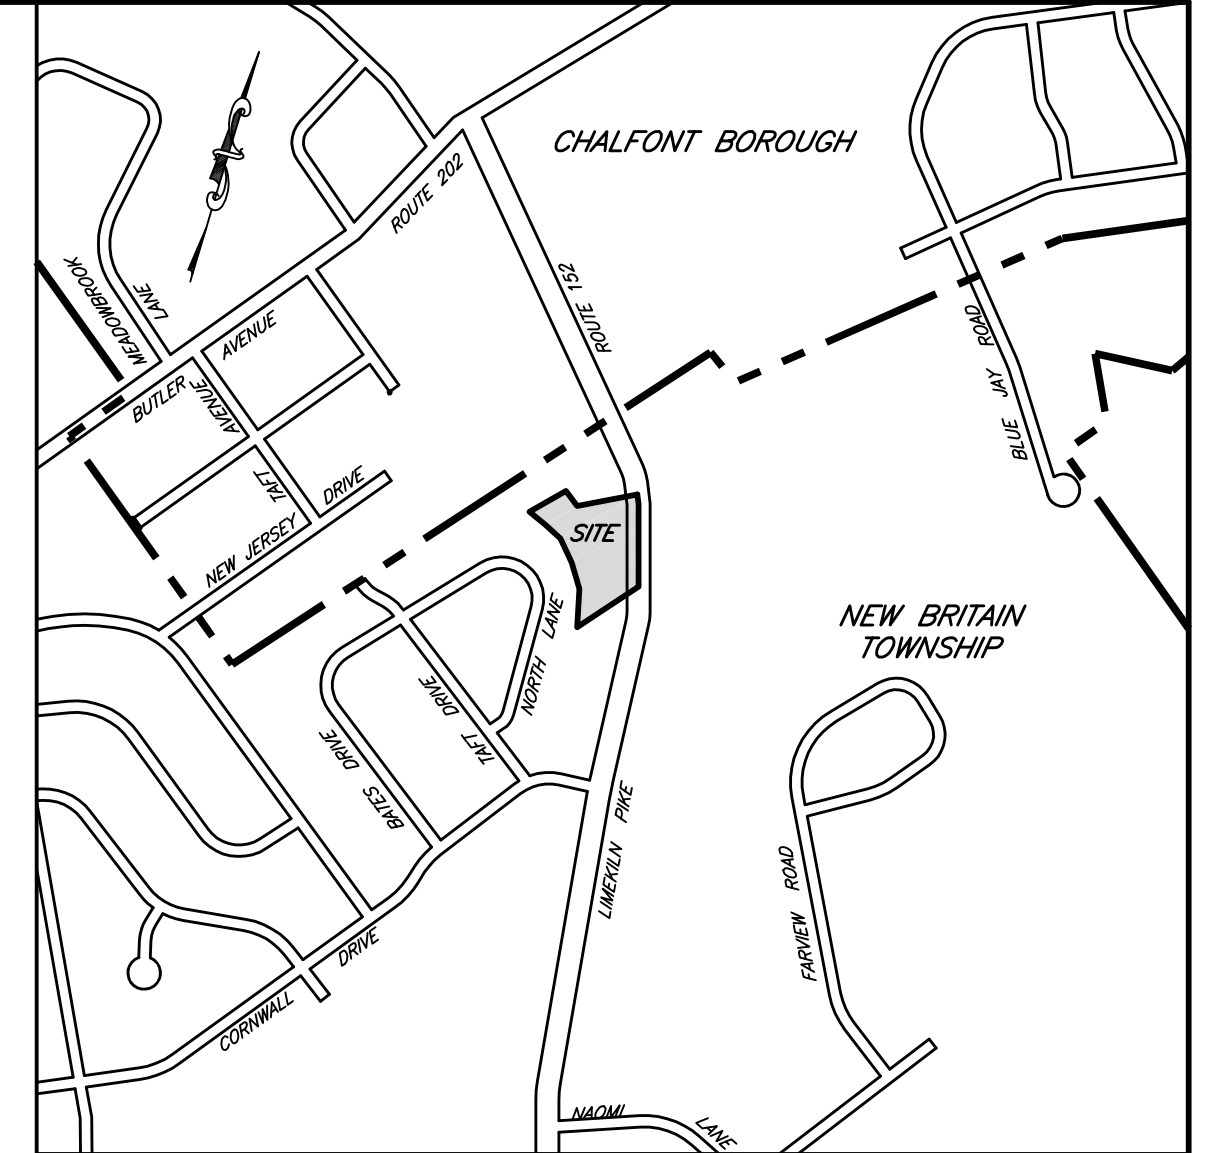 CHALFONT BOROUGH
ROUTE 202
MEADOWBROOK
LANE
ROUTE 152
BUTLER
AVENUE
TAFT
AVENUE
NEW JERSEY
DRIVE
BLUE JAY ROAD
SITE
NEW BRITAIN
TOWNSHIP
NORTH LANE
TAFT DRIVE
BATES DRIVE
LIMEKILN PIKE
FARVIEW ROAD
CORNWALL
DRIVE
NAOMI
LANE